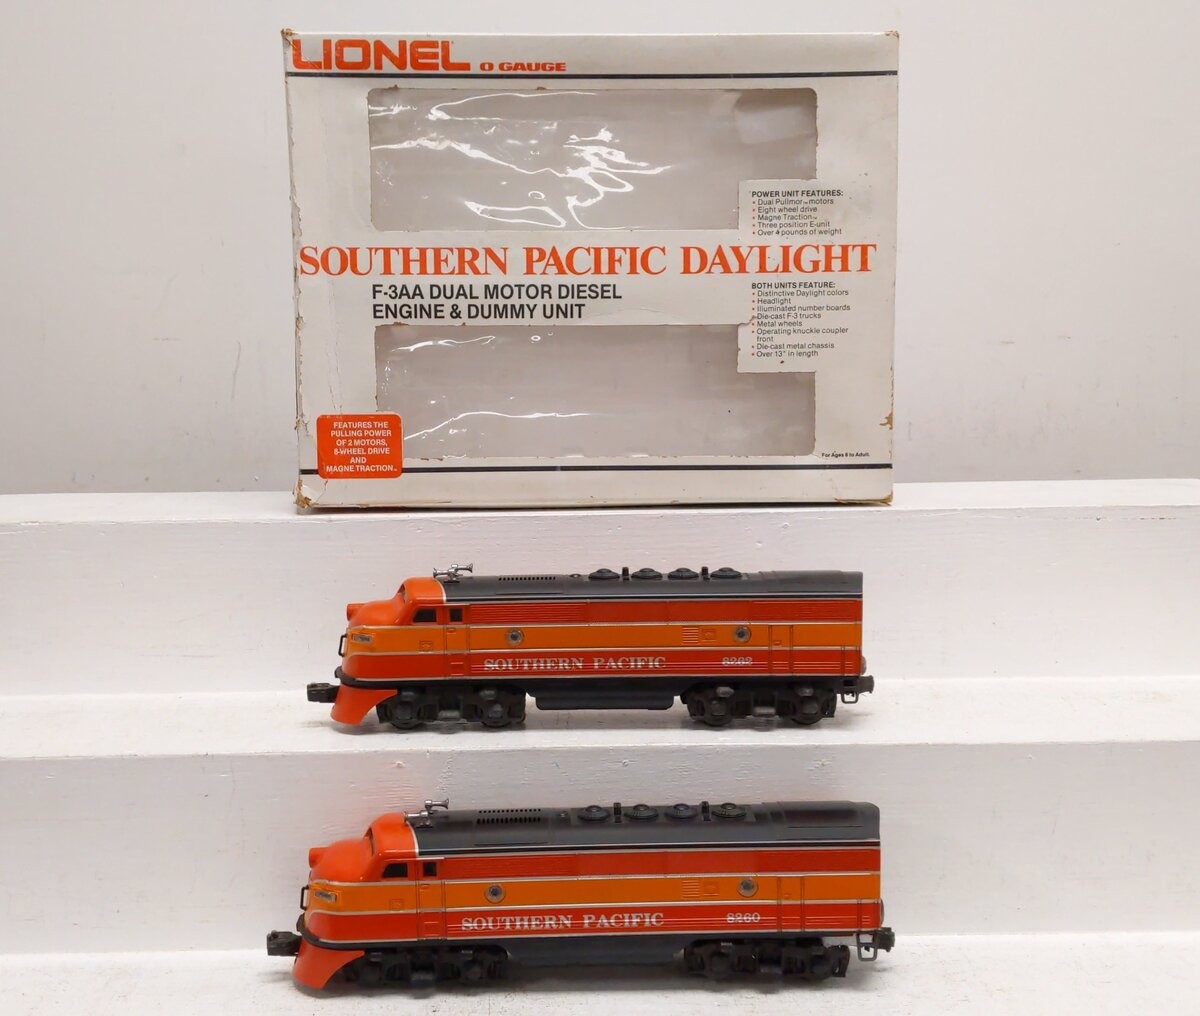 LIONEL O GAUGE
POWER UNIT FEATURES:
• Dual Pullmor™ motors
• Eight wheel drive
• Magne Traction™
• Three position E-unit
• Over 4 pounds of weight
SOUTHERN PACIFIC DAYLIGHT
F-3AA DUAL MOTOR DIESEL
ENGINE & DUMMY UNIT
BOTH UNITS FEATURE:
• Distinctive Daylight colors
• Headlight
• Illuminated number boards
• Die-cast F-3 trucks
• Metal wheels
• Operating knuckle coupler
front
• Die-cast metal chassis
• Over 13" in length
FEATURES THE
PULLING POWER
OF 2 MOTORS,
8-WHEEL DRIVE
AND
MAGNE TRACTION™
For Ages 8 to Adult.
SOUTHERN PACIFIC 8262
SOUTHERN PACIFIC 8260